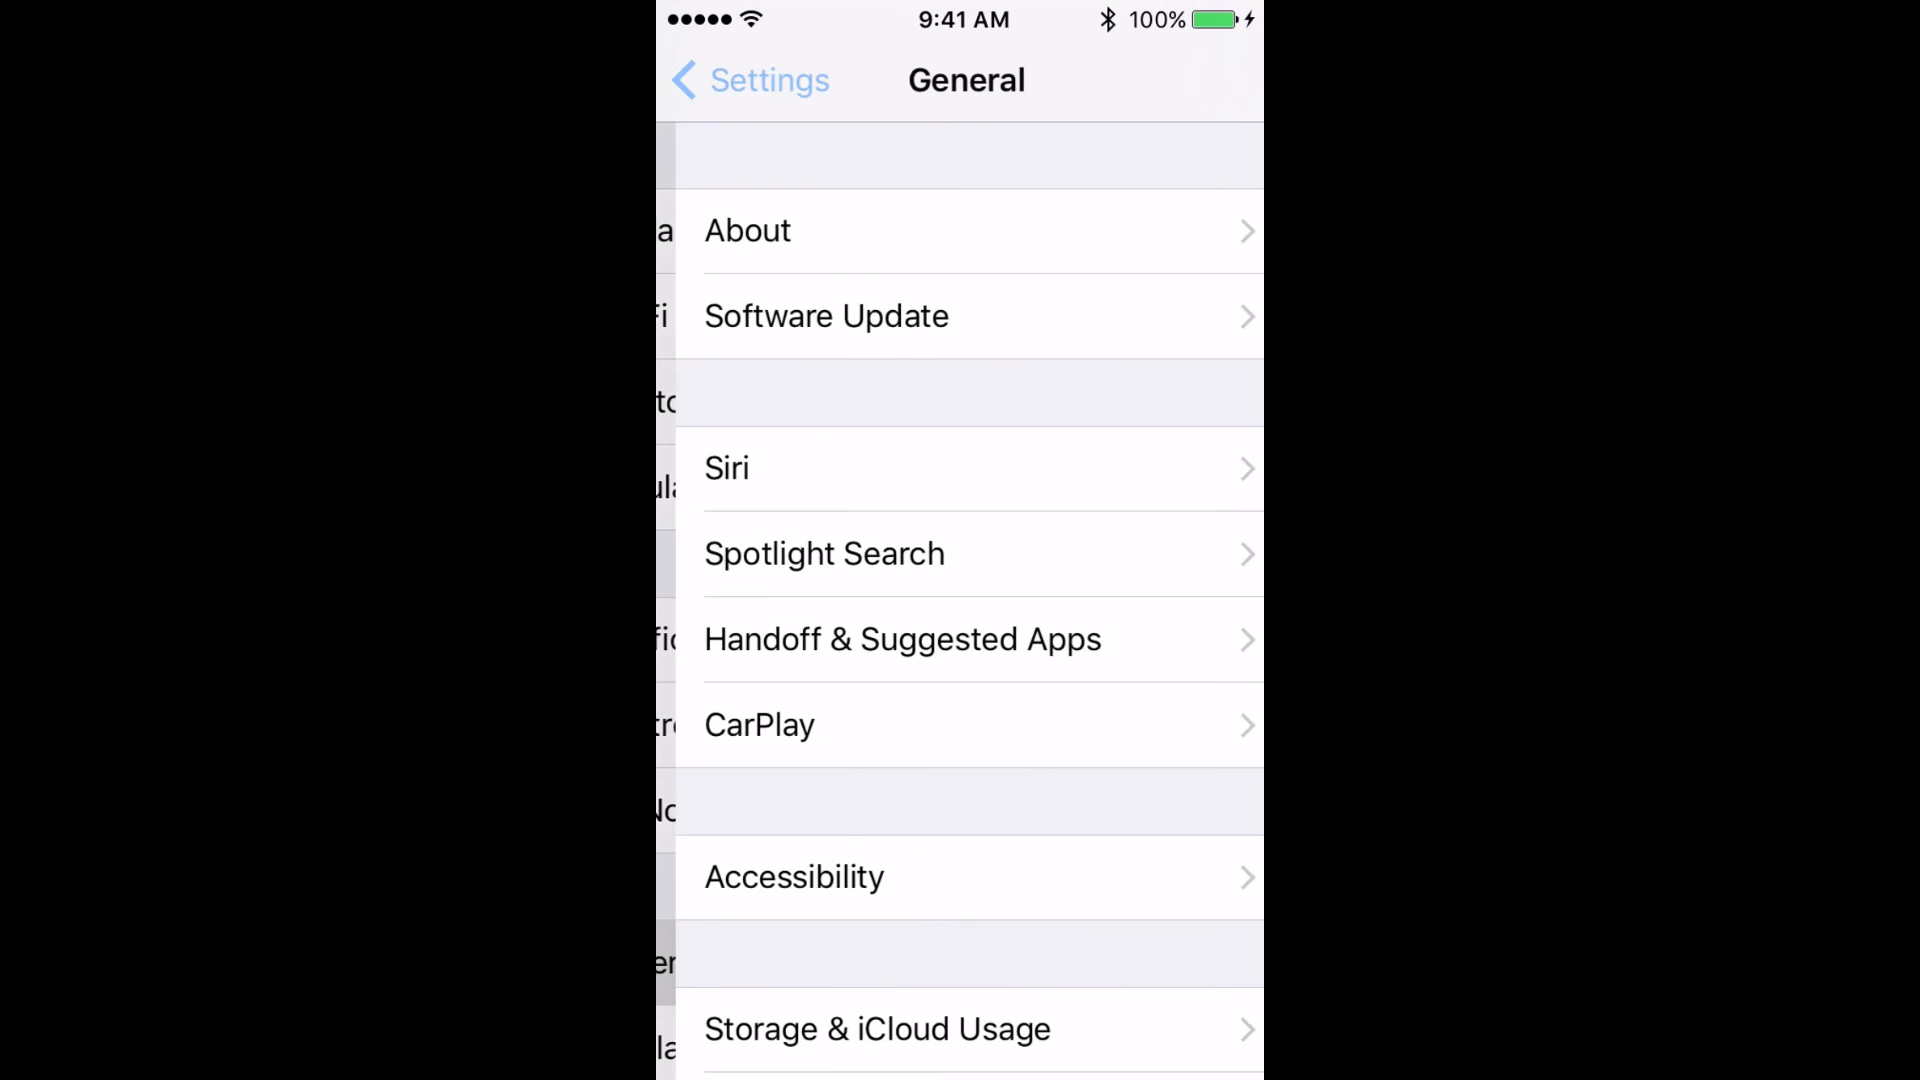 9:41 AM 100%
Settings General
About
Software Update
Siri
Spotlight Search
Handoff & Suggested Apps
CarPlay
Accessibility
Storage & iCloud Usage